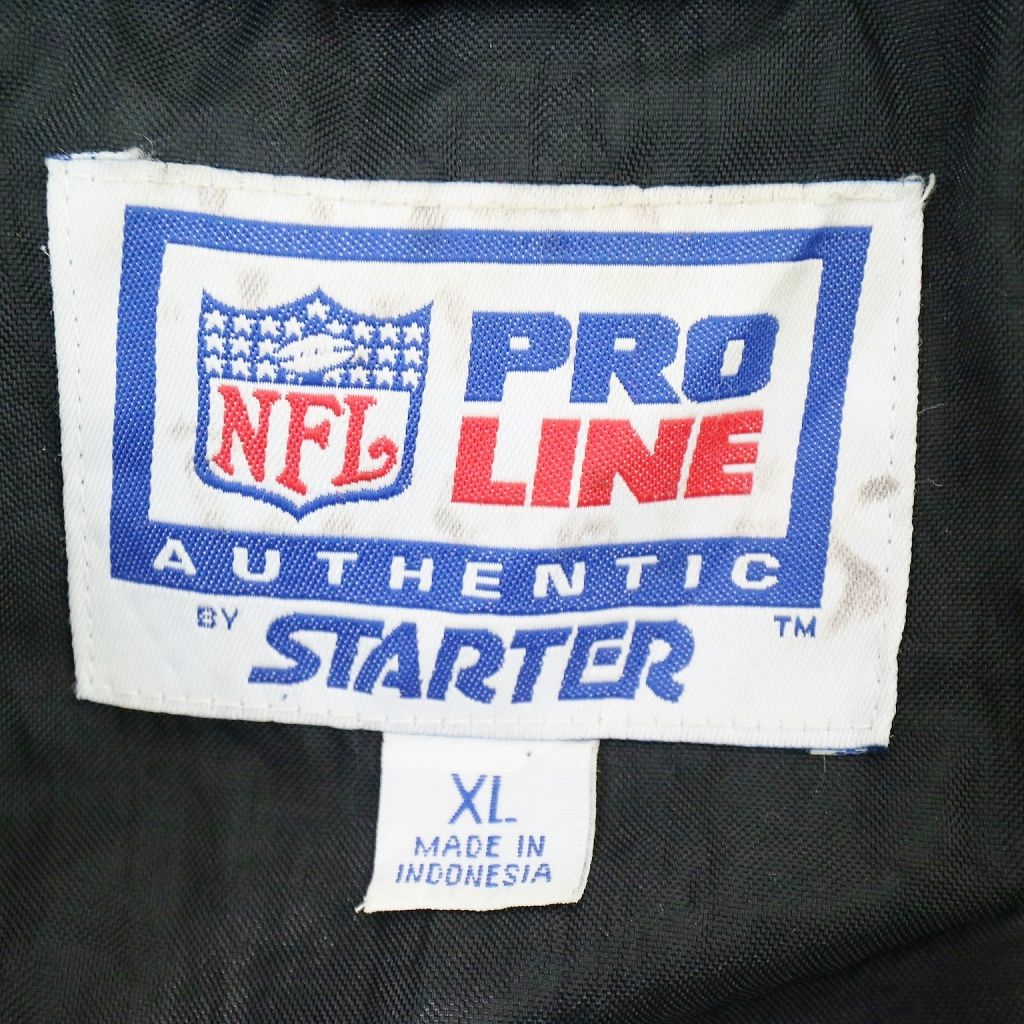 NFL
PRO
LINE
AUTHENTIC
BY STARTER TM
XL
MADE IN
INDONESIA